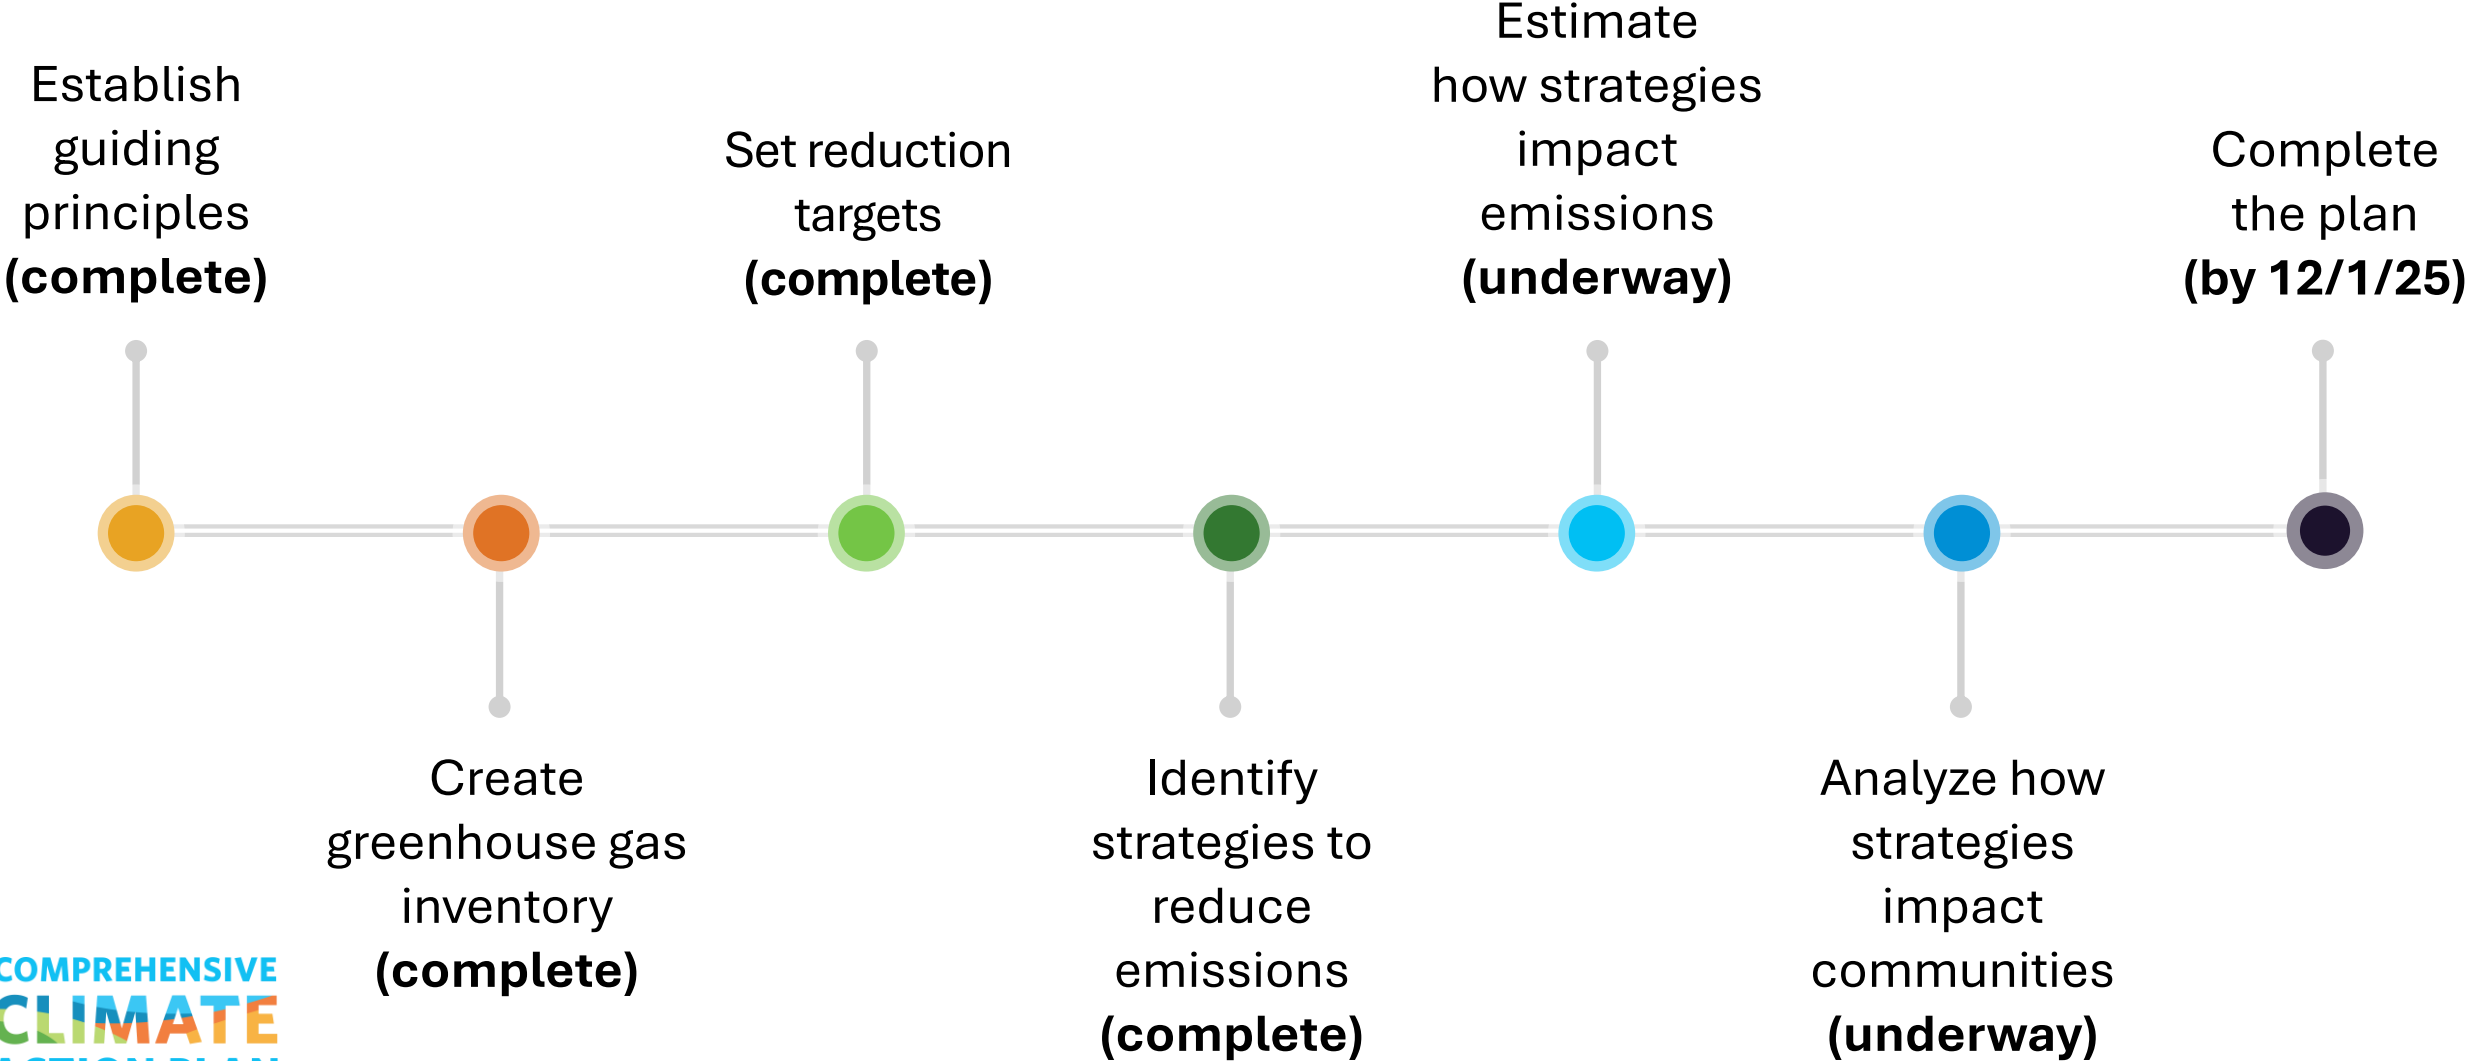 Establish
guiding
principles
(complete)
Create
greenhouse gas
inventory
(complete)
Set reduction
targets
(complete)
Identify
strategies to
reduce
emissions
(complete)
Estimate
how strategies
impact
emissions
(underway)
Analyze how
strategies
impact
communities
(underway)
Complete
the plan
(by 12/1/25)
COMPREHENSIVE
CLIMATE
ACTION PLAN